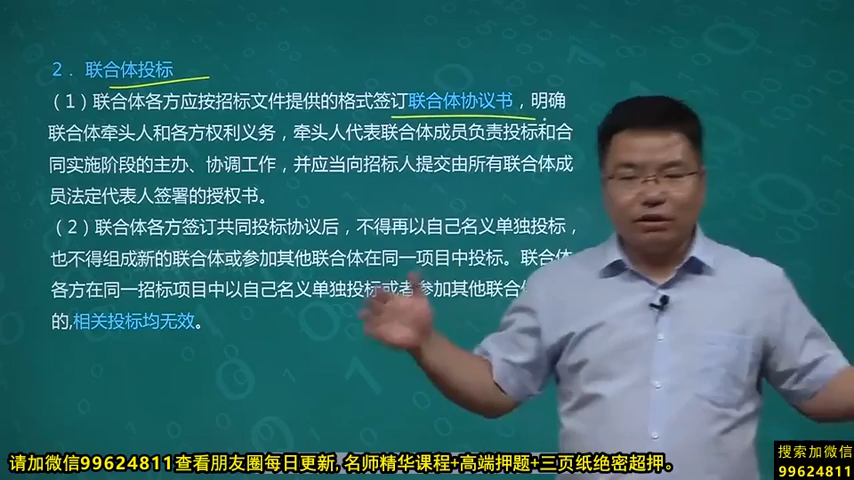 2． 联合体投标
（1）联合体各方应按招标文件提供的格式签订联合体协议书，明确
联合体牵头人和各方权利义务，牵头人代表联合体成员负责投标和合
同实施阶段的主办、协调工作，并应当向招标人提交由所有联合体成
员法定代表人签署的授权书。
（2）联合体各方签订共同投标协议后，不得再以自己名义单独投标，
也不得组成新的联合体或参加其他联合体在同一项目中投标。联合体
各方在同一招标项目中以自己名义单独投标或者参加其他联合体
的,相关投标均无效。
请加微信99624811查看朋友圈每日更新,名师精华课程+高端押题+三页纸绝密超押。
搜索加微信
99624811